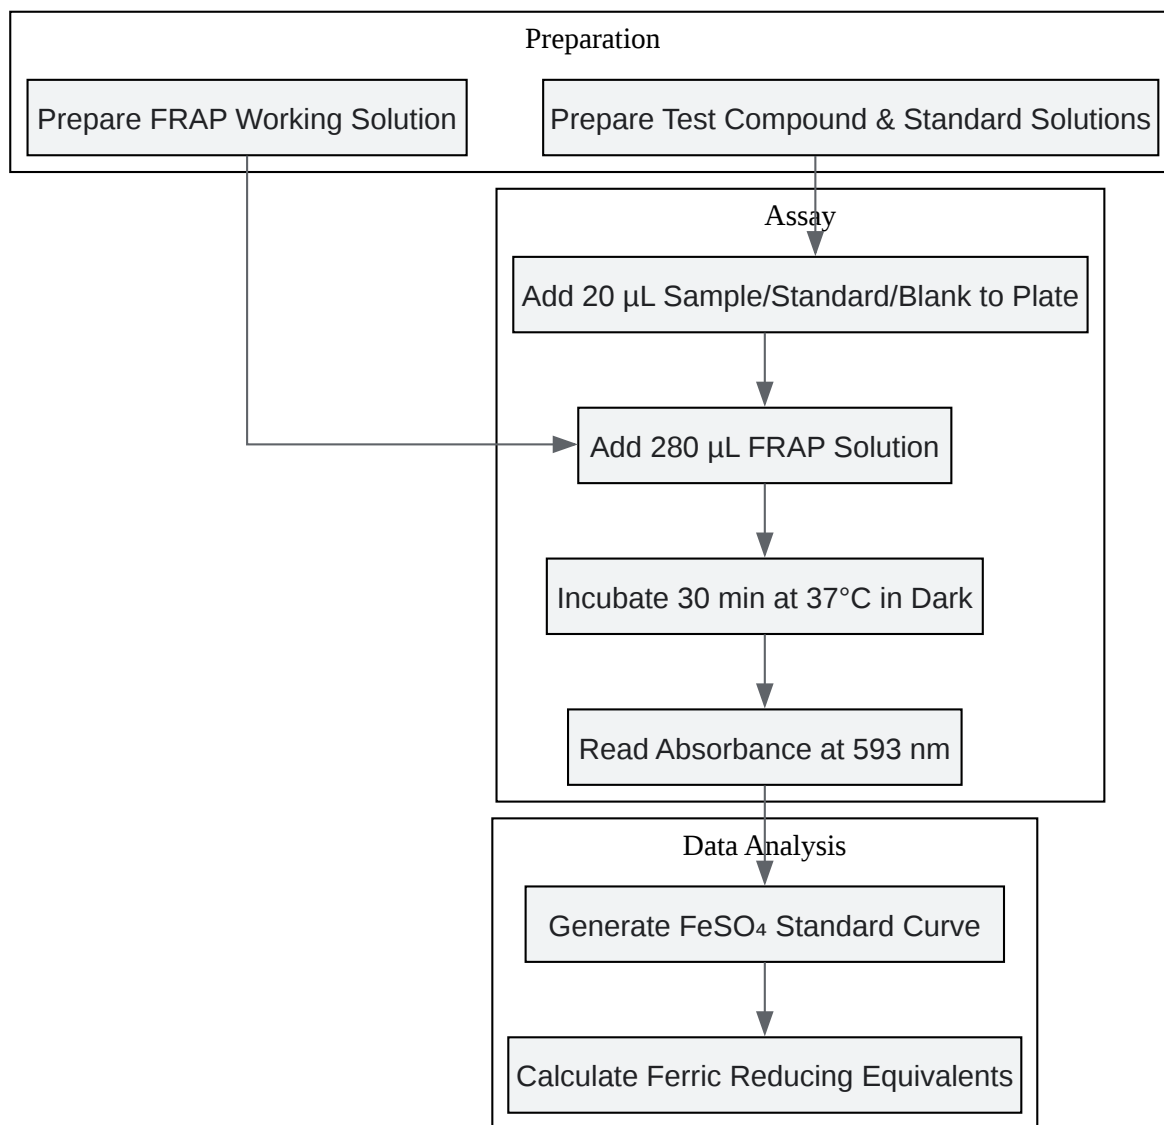 Preparation
Prepare FRAP Working Solution
Prepare Test Compound & Standard Solutions
Assay
Add 20 µL Sample/Standard/Blank to Plate
Add 280 µL FRAP Solution
Incubate 30 min at 37°C in Dark
Read Absorbance at 593 nm
Data Analysis
Generate FeSO₄ Standard Curve
Calculate Ferric Reducing Equivalents